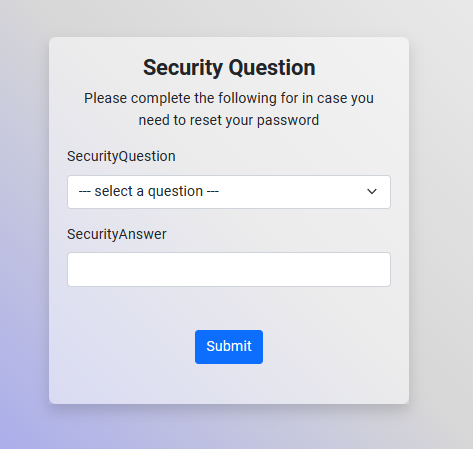 Security Question
Please complete the following for in case you
need to reset your password
SecurityQuestion
--- select a question ---
SecurityAnswer
Submit